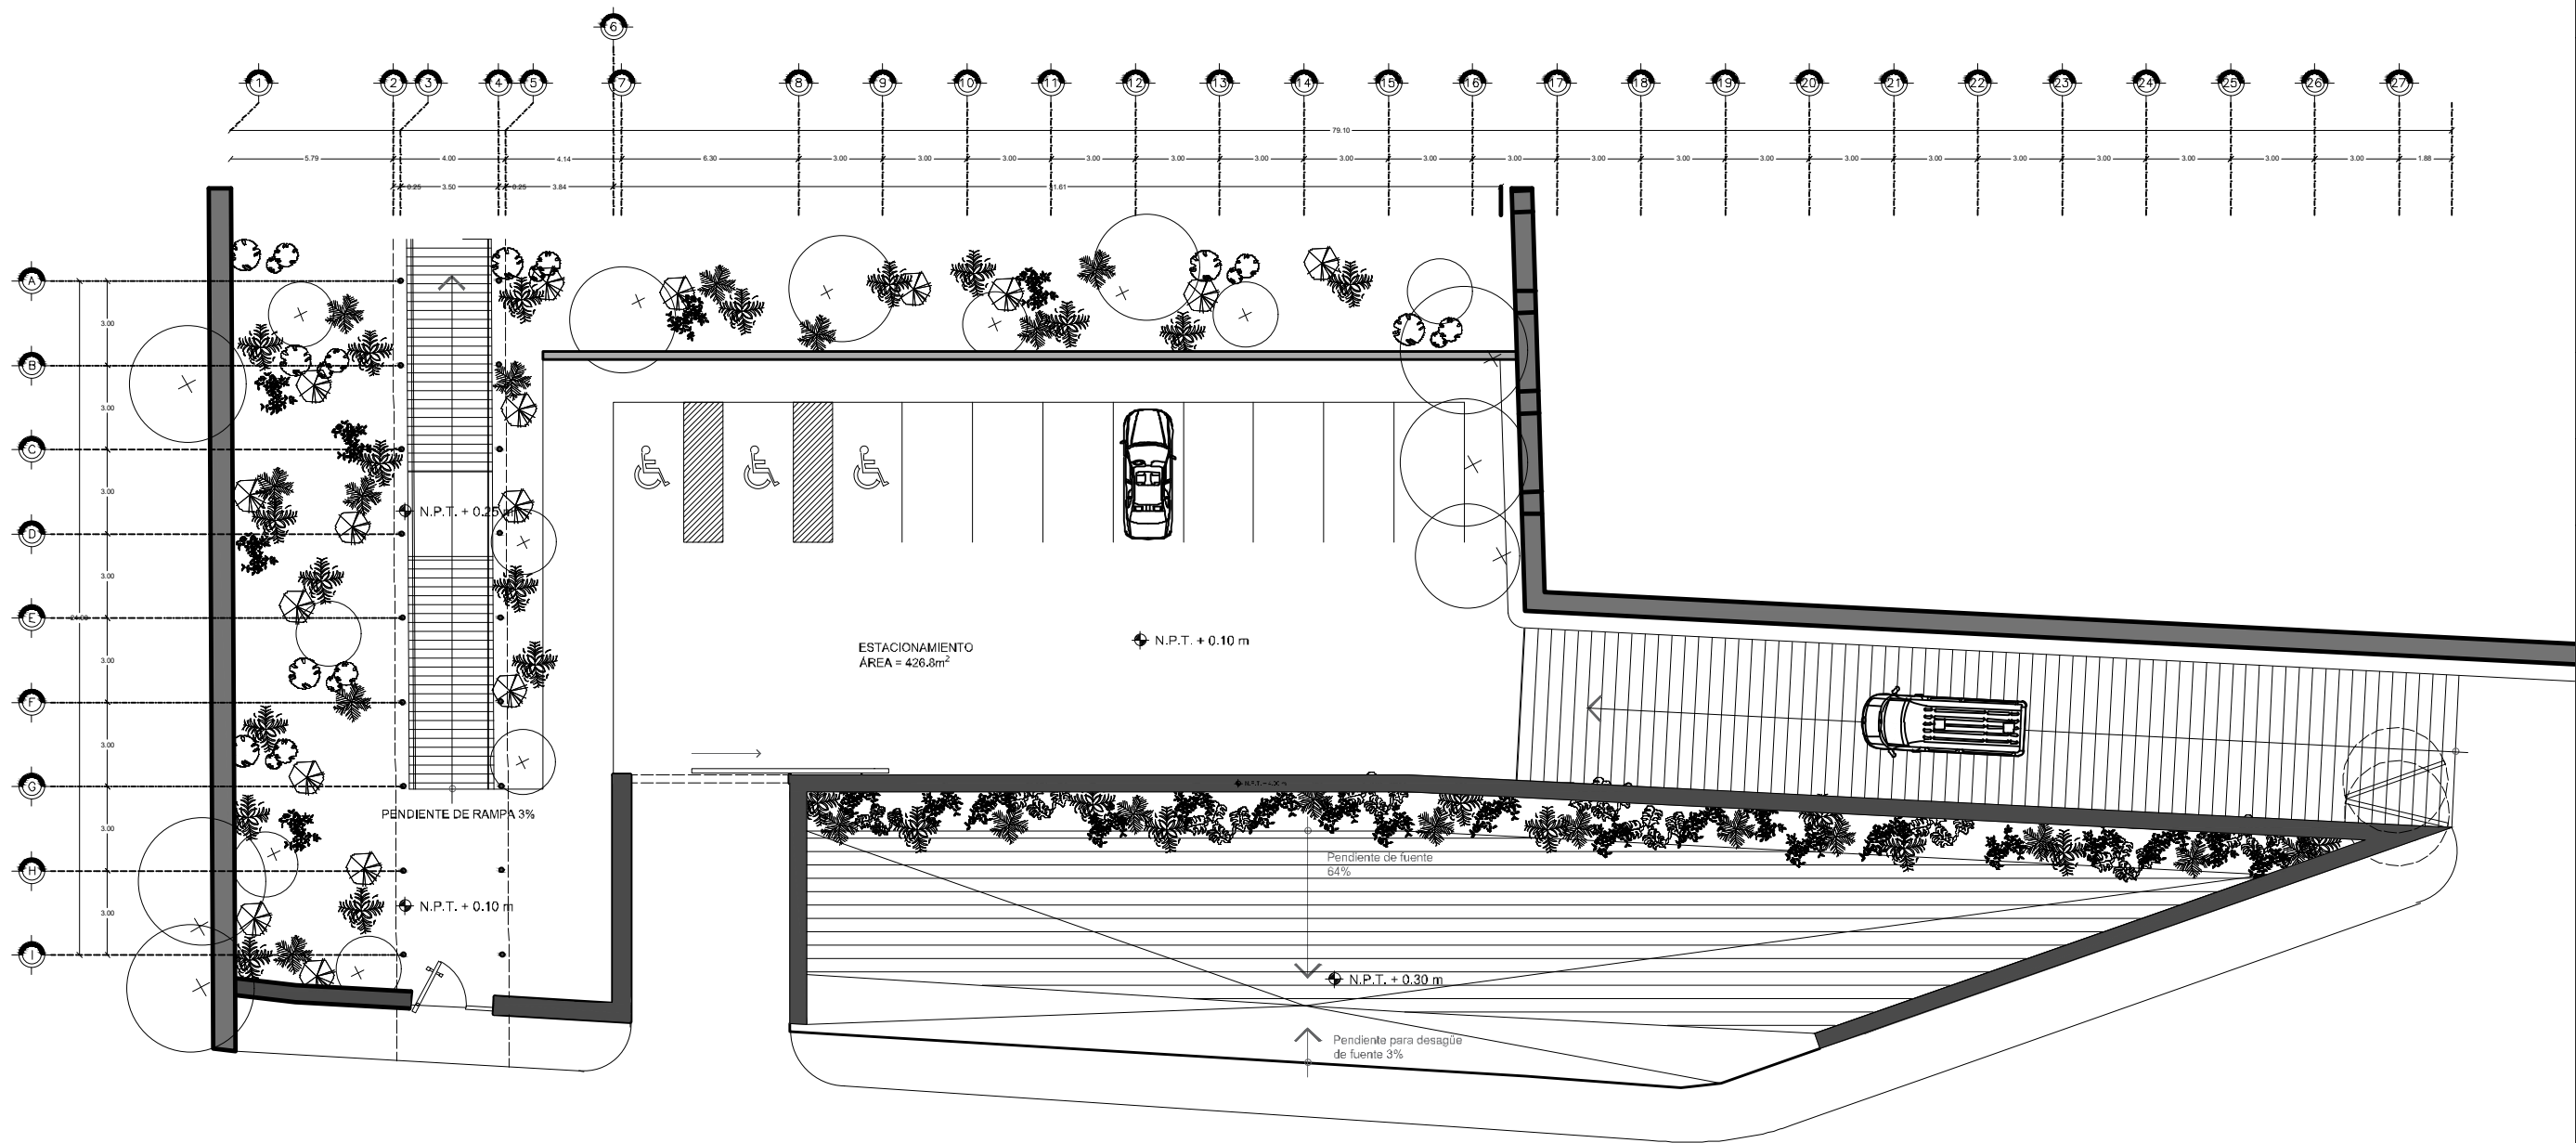 6
1 2 3 4 5 7 8 9 10 11 12 13 14 15 16 17 18 19 20 21 22 23 24 25 26 27
79.10
5.79 4.00 4.14 6.30 3.00 3.00 3.00 3.00 3.00 3.00 3.00 3.00 3.00 3.00 3.00 3.00 3.00 3.00 3.00 3.00 3.00 3.00 3.00 1.88
0.25 3.50 0.25 3.84 31.61
A
3.00
B
3.00
C
3.00
N.P.T. + 0.25 m
D
3.00
E
24.00
ESTACIONAMIENTO
ÁREA = 426.8m²
N.P.T. + 0.10 m
3.00
F
3.00
G
PENDIENTE DE RAMPA 3%
3.00
Pendiente de fuente
64%
H
N.P.T. + 0.10 m
3.00
I
N.P.T. + 0.30 m
Pendiente para desagüe
de fuente 3%